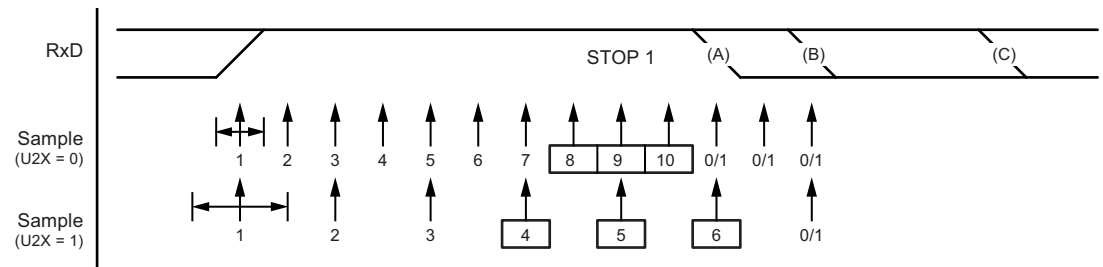 RxD STOP 1 (A) (B) (C)
Sample
(U2X = 0)
1 2 3 4 5 6 7 8 9 10 0/1 0/1 0/1
Sample
(U2X = 1)
1 2 3 4 5 6 0/1